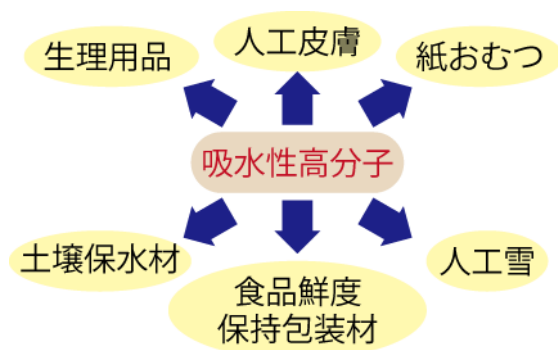 生理用品
人工皮膚
紙おむつ
吸水性高分子
土壌保水材
食品鮮度
保持包装材
人工雪